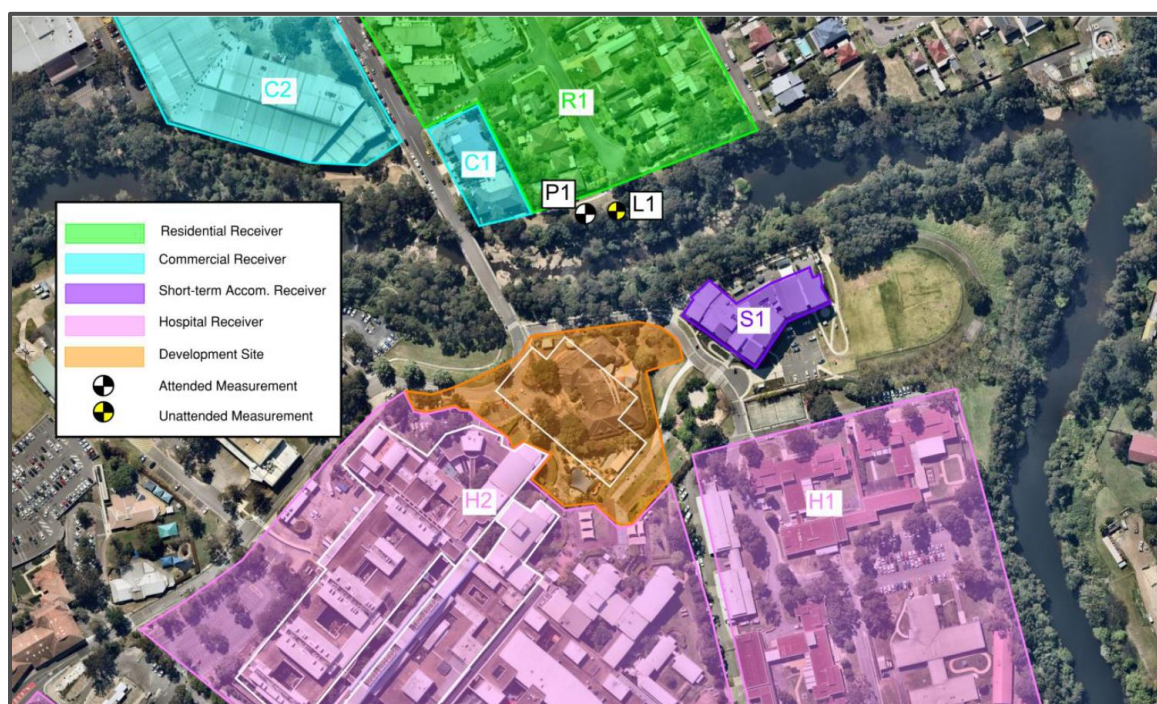 C2
R1
C1
P1
L1
Residential Receiver
Commercial Receiver
Short-term Accom. Receiver
Hospital Receiver
Development Site
Attended Measurement
Unattended Measurement
S1
H2
H1